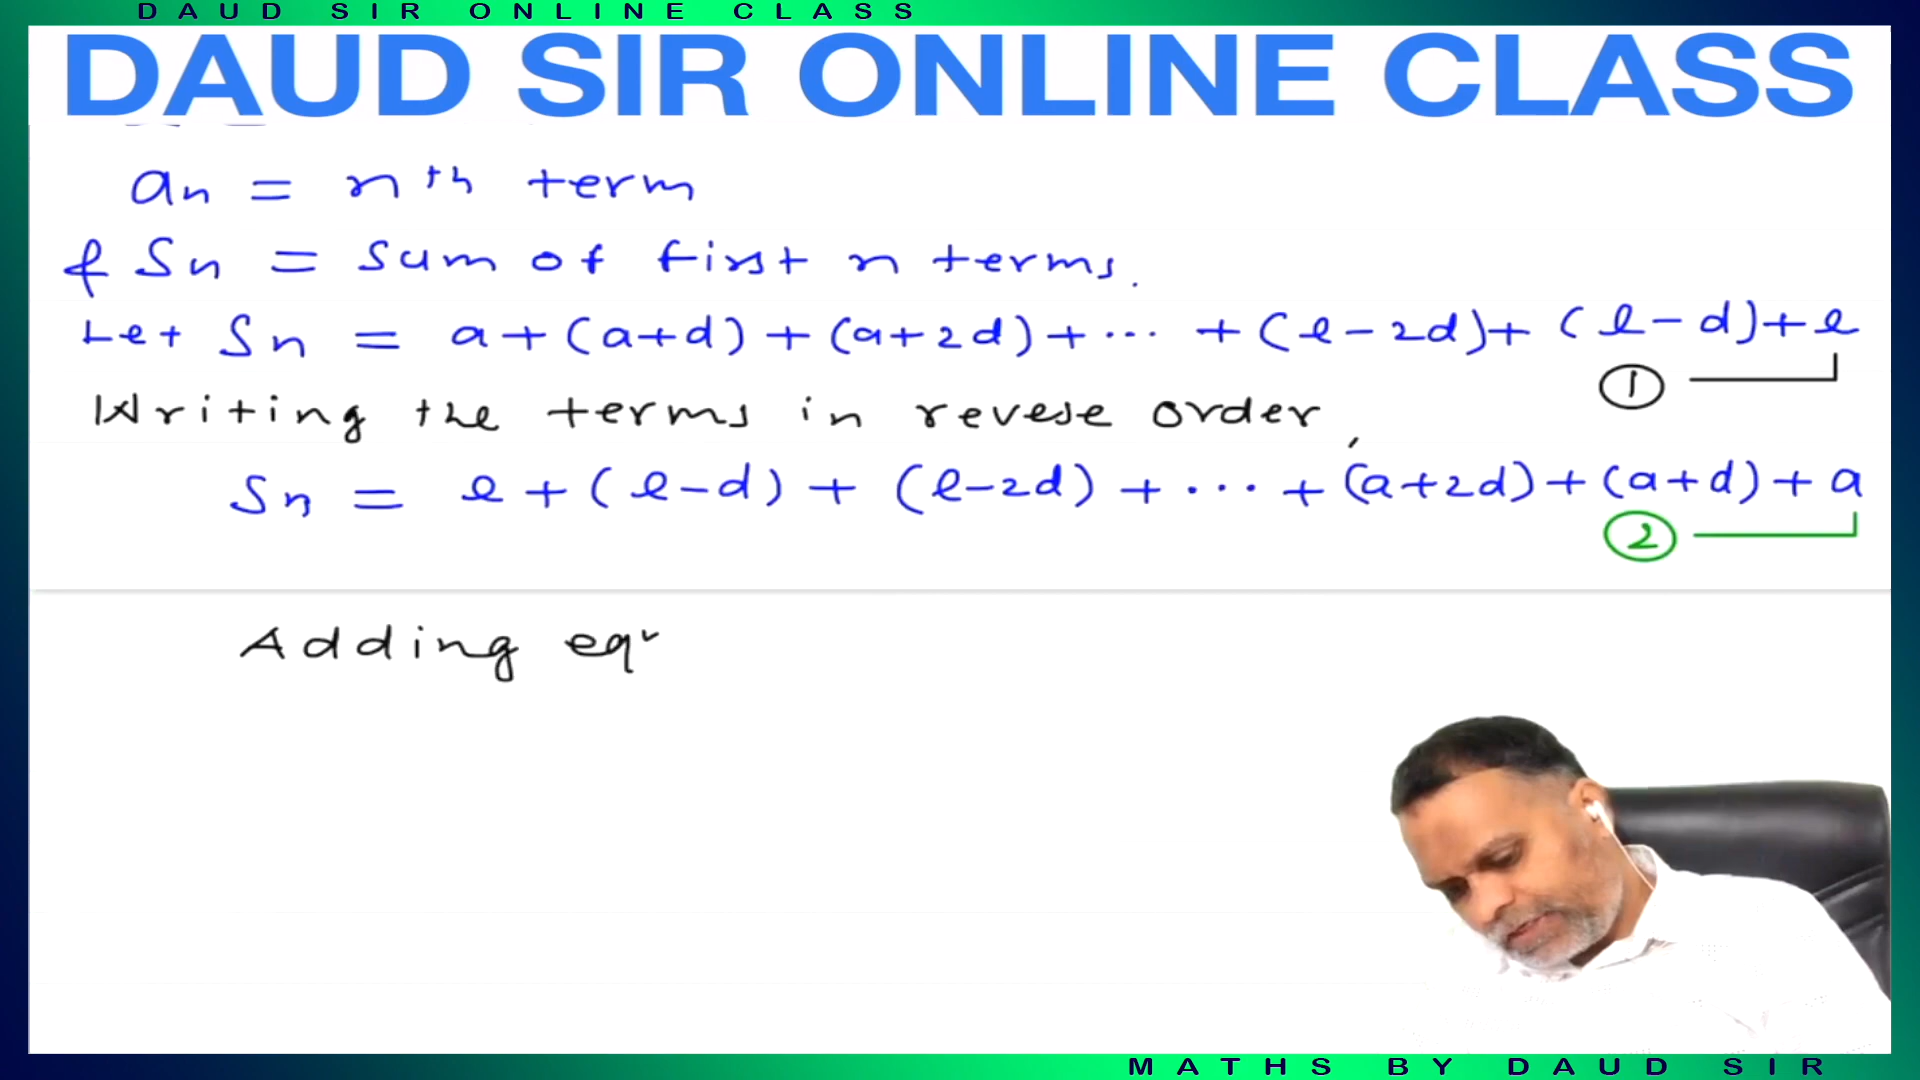 DAUD SIR ONLINE CLASS
DAUD SIR ONLINE CLASS
an = nth term
& Sn = sum of first n terms.
Let Sn = a + (a+d) + (a+2d) + ... + (l-2d) + (l-d) + l
1
Writing the terms in revese order,
Sn = l + (l-d) + (l-2d) + ... + (a+2d) + (a+d) + a
2
Adding eq
MATHS BY DAUD SIR